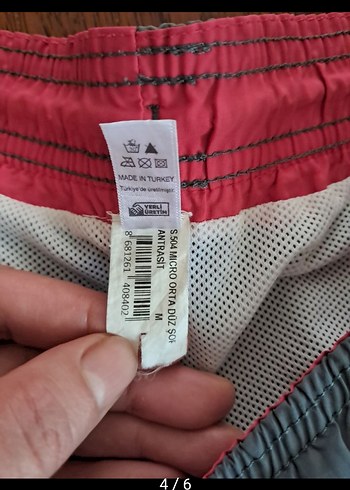 MADE IN TURKEY
Türkiye'de üretilmiştir.
YERLİ
ÜRETİM
S.504 MICRO ORTA DÜZ ŞOR
ANTRASİT
M
8 681261 408402
4 / 6